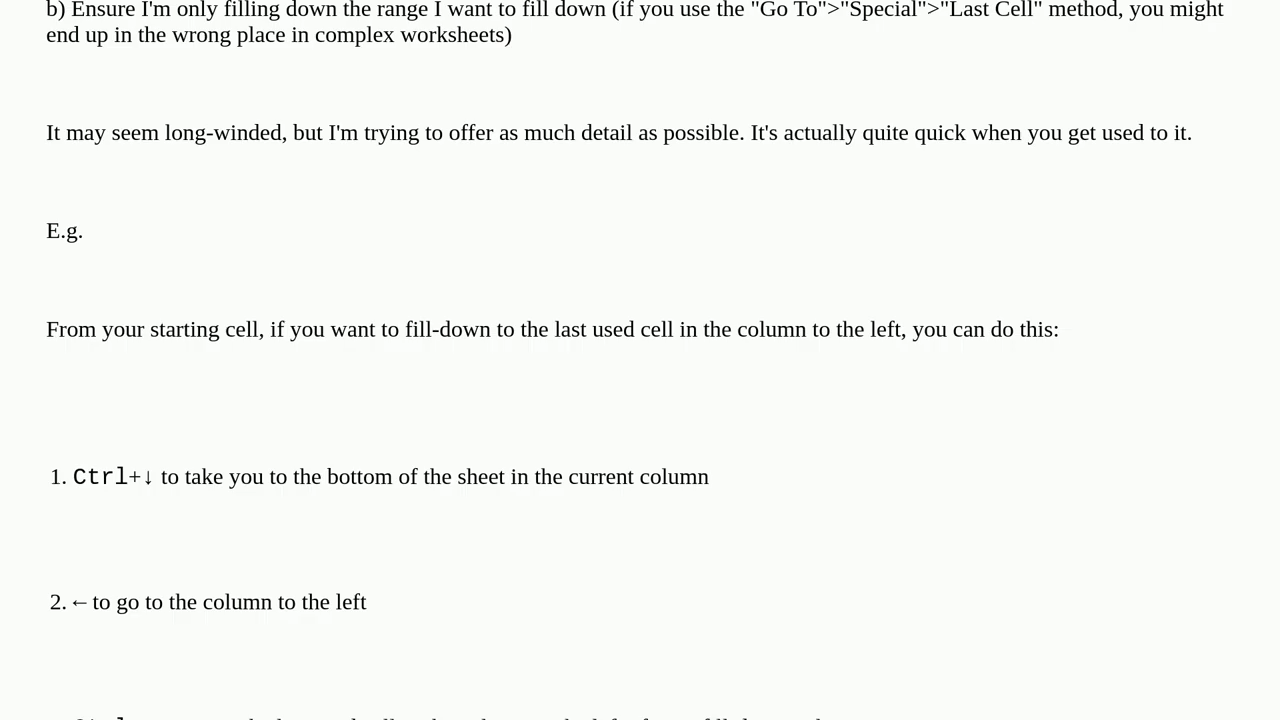 b) Ensure I'm only filling down the range I want to fill down (if you use the "Go To">"Special">"Last Cell" method, you might
end up in the wrong place in complex worksheets)
It may seem long-winded, but I'm trying to offer as much detail as possible. It's actually quite quick when you get used to it.
E.g.
From your starting cell, if you want to fill-down to the last used cell in the column to the left, you can do this:
1. Ctrl+↓ to take you to the bottom of the sheet in the current column
2. ← to go to the column to the left